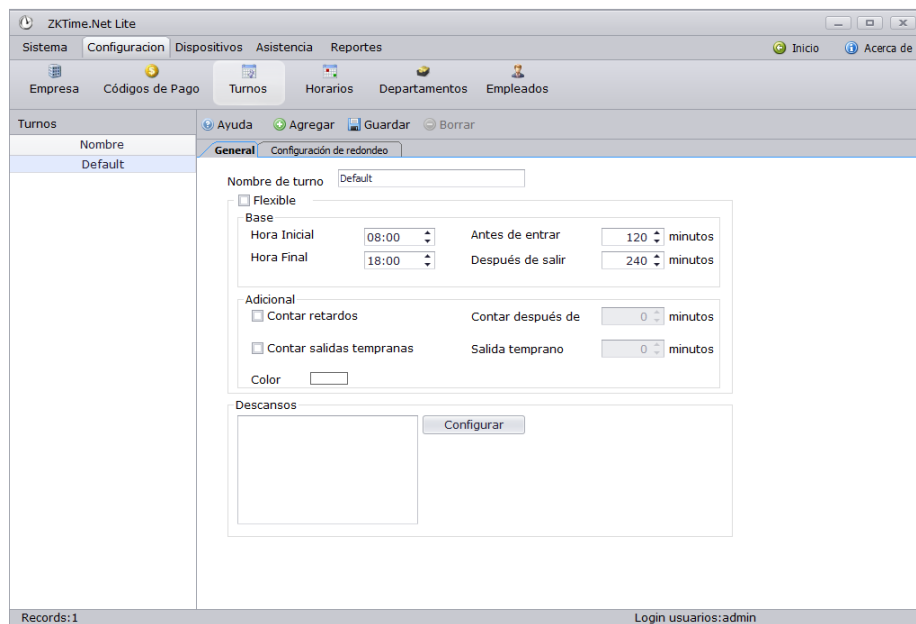 ZKTime.Net Lite
Sistema Configuracion Dispositivos Asistencia Reportes Inicio Acerca de
Empresa Códigos de Pago Turnos Horarios Departamentos Empleados
Turnos
Ayuda Agregar Guardar Borrar
Nombre
General Configuración de redondeo
Default
Nombre de turno Default
Flexible
Base
Hora Inicial 08:00 Antes de entrar 120 minutos
Hora Final 18:00 Después de salir 240 minutos
Adicional
Contar retardos Contar después de 0 minutos
Contar salidas tempranas Salida temprano 0 minutos
Color
Descansos
Configurar
Records:1 Login usuarios:admin